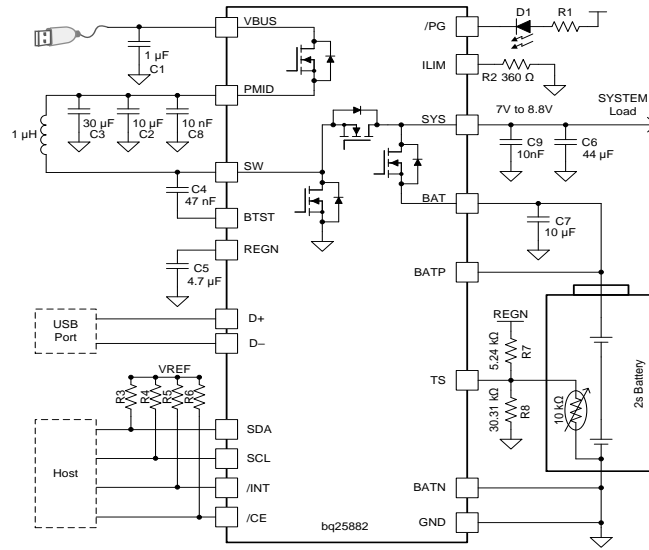 VBUS
1 µF
C1
PMID
30 µF
C3
10 µF
C2
10 nF
C8
1 µH
SW
C4
47 nF
BTST
REGN
C5
4.7 µF
USB
Port
D+
D–
VREF
R3
R4
R5
R6
Host
SDA
SCL
/INT
/CE
bq25882
/PG
D1
R1
ILIM
R2 360 Ω
SYS
7V to 8.8V
SYSTEM
Load
C9
10nF
C6
44 µF
BAT
C7
10 µF
BATP
REGN
5.24 kΩ
R7
TS
30.31 kΩ
R8
10 kΩ
2s Battery
BATN
GND